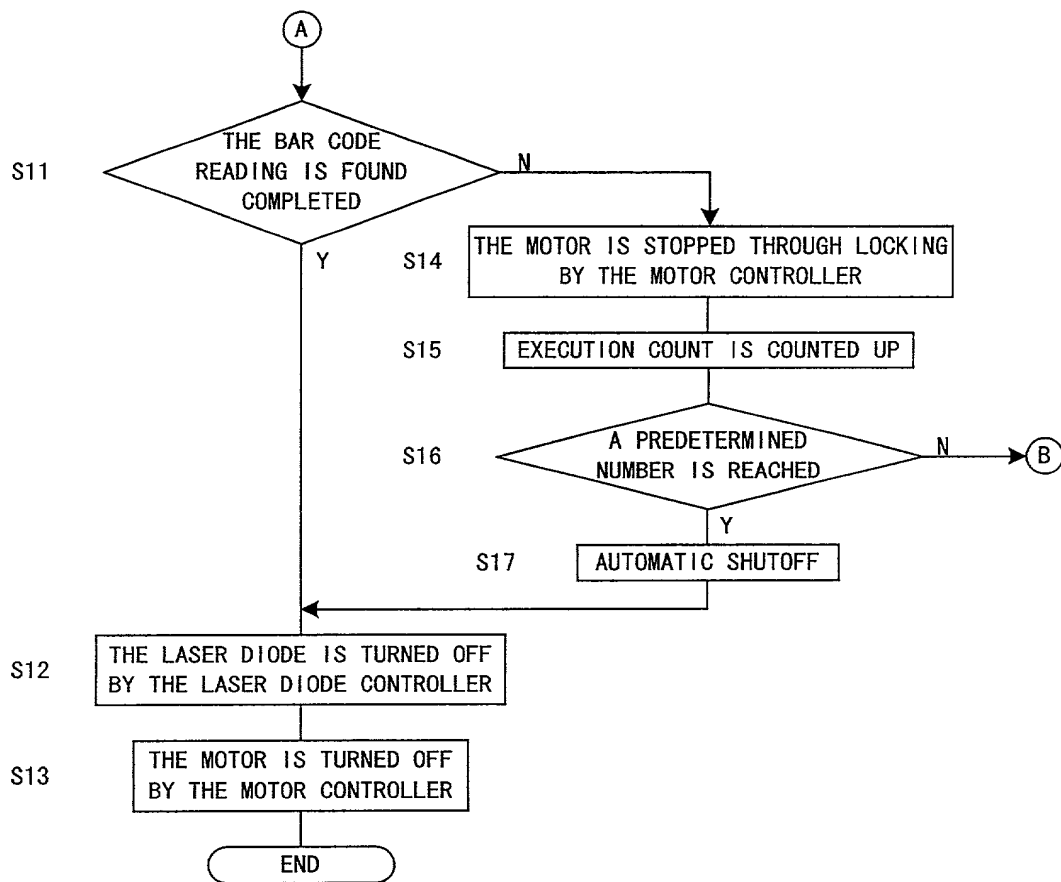 A
S11
THE BAR CODE
READING IS FOUND
COMPLETED
N
Y
S14
THE MOTOR IS STOPPED THROUGH LOCKING
BY THE MOTOR CONTROLLER
S15
EXECUTION COUNT IS COUNTED UP
S16
A PREDETERMINED
NUMBER IS REACHED
N
B
Y
S17
AUTOMATIC SHUTOFF
S12
THE LASER DIODE IS TURNED OFF
BY THE LASER DIODE CONTROLLER
S13
THE MOTOR IS TURNED OFF
BY THE MOTOR CONTROLLER
END